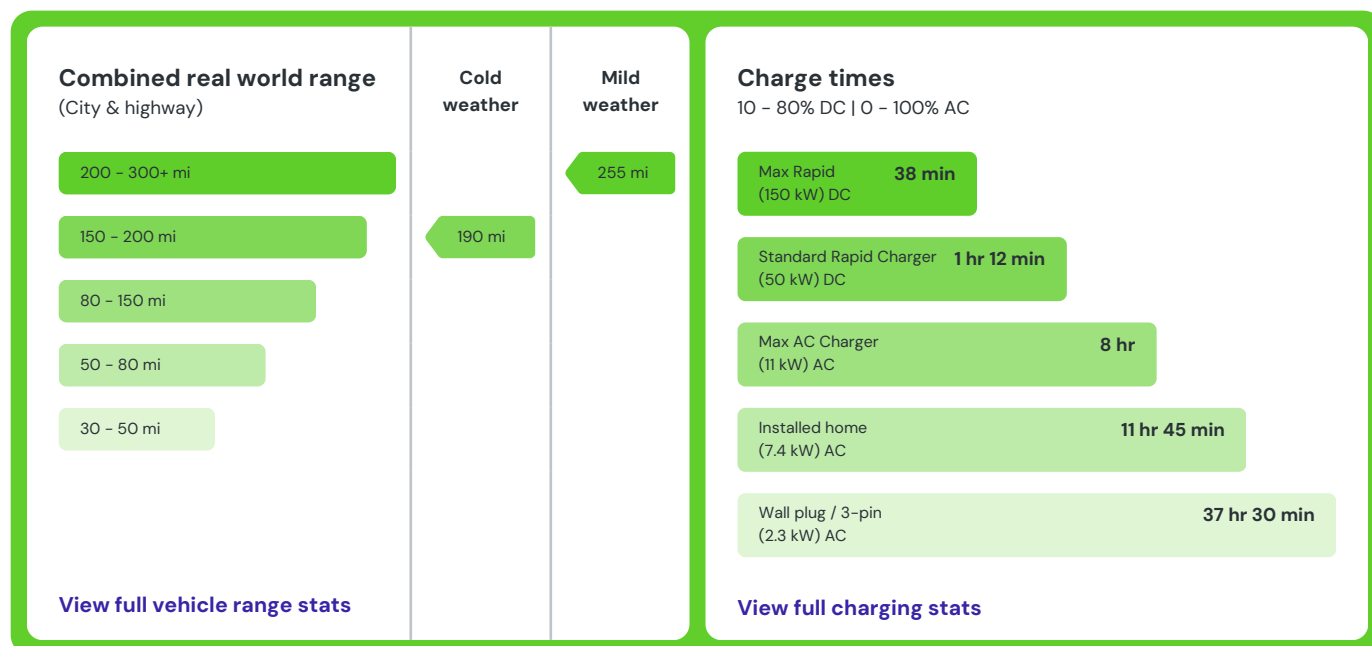 Combined real world range
(City & highway)
Cold
weather
Mild
weather
200 - 300+ mi
255 mi
150 - 200 mi
190 mi
80 - 150 mi
50 - 80 mi
30 - 50 mi
View full vehicle range stats
Charge times
10 - 80% DC | 0 - 100% AC
Max Rapid
(150 kW) DC
38 min
Standard Rapid Charger
(50 kW) DC
1 hr 12 min
Max AC Charger
(11 kW) AC
8 hr
Installed home
(7.4 kW) AC
11 hr 45 min
Wall plug / 3-pin
(2.3 kW) AC
37 hr 30 min
View full charging stats